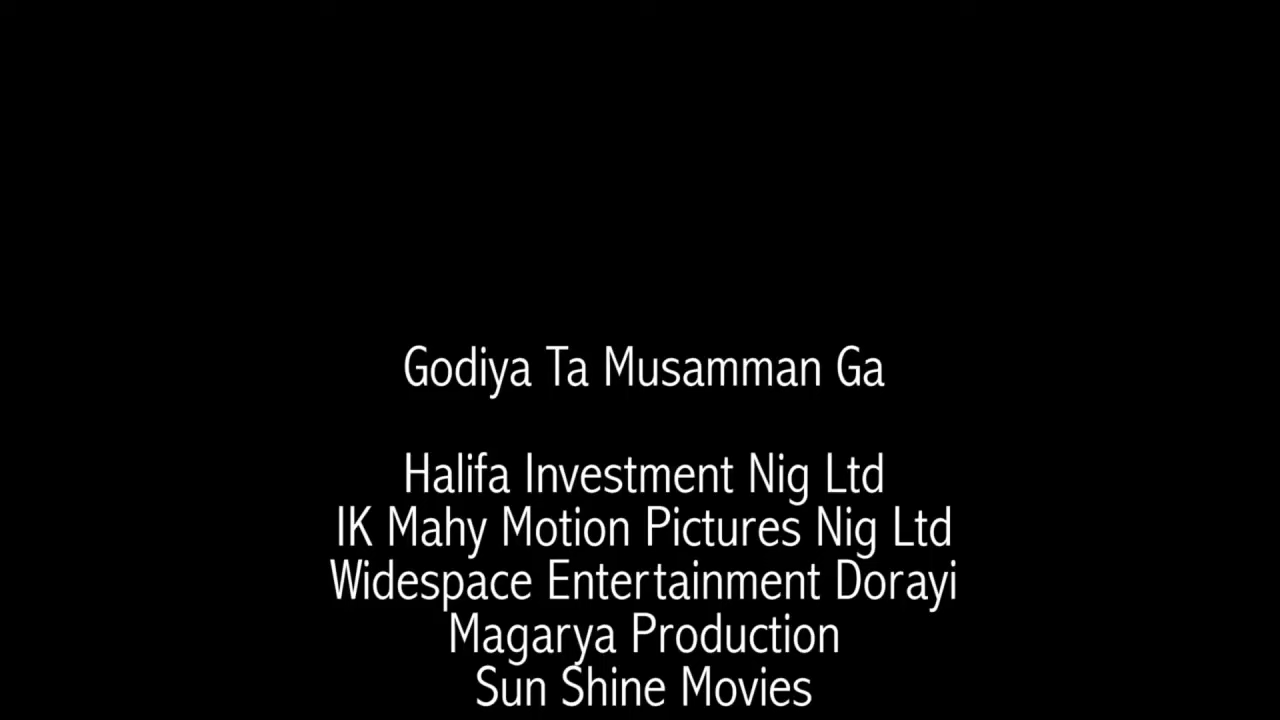 Godiya Ta Musamman Ga
Halifa Investment Nig Ltd
IK Mahy Motion Pictures Nig Ltd
Widespace Entertainment Dorayi
Magarya Production
Sun Shine Movies